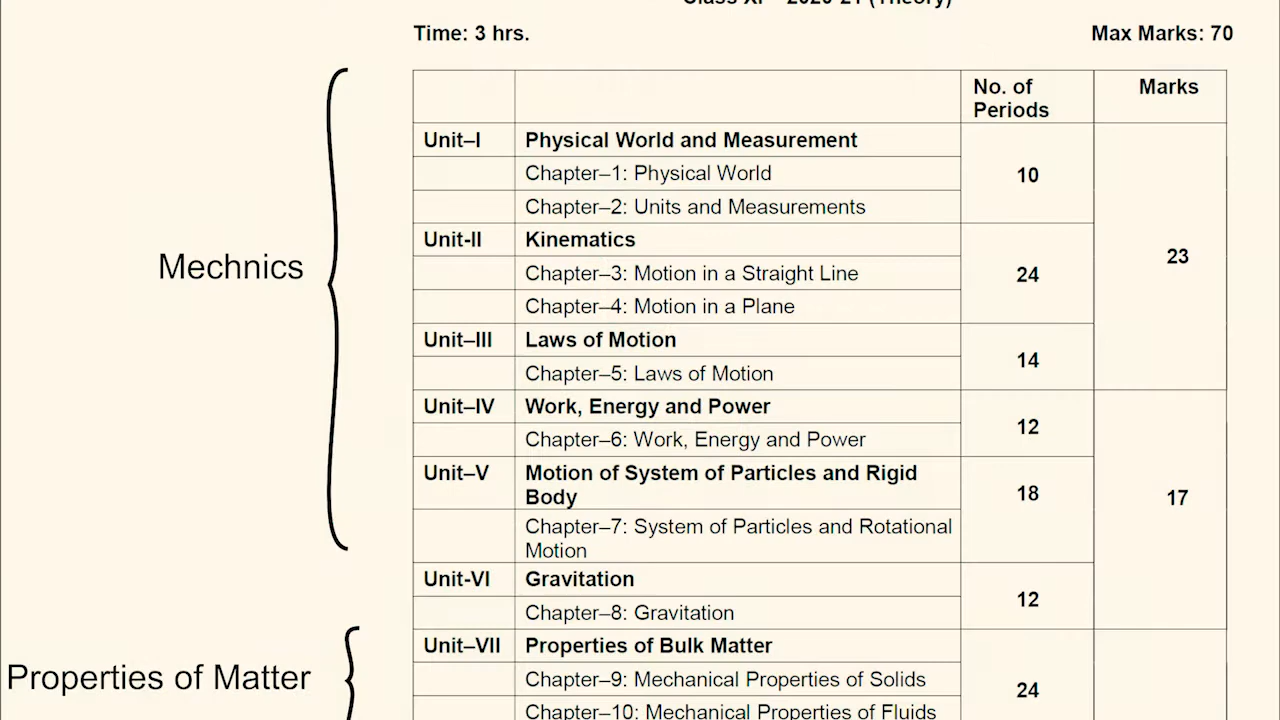 Class XI – 2020-21 (Theory)
Time: 3 hrs. Max Marks: 70
No. of Periods Marks
Unit–I Physical World and Measurement 10 23
Chapter–1: Physical World
Chapter–2: Units and Measurements
Unit-II Kinematics 24
Chapter–3: Motion in a Straight Line
Chapter–4: Motion in a Plane
Mechnics
Unit–III Laws of Motion 14
Chapter–5: Laws of Motion
Unit–IV Work, Energy and Power 12 17
Chapter–6: Work, Energy and Power
Unit–V Motion of System of Particles and Rigid
Body 18
Chapter–7: System of Particles and Rotational
Motion
Unit-VI Gravitation 12
Chapter–8: Gravitation
Unit–VII Properties of Bulk Matter 24
Properties of Matter
Chapter–9: Mechanical Properties of Solids
Chapter–10: Mechanical Properties of Fluids